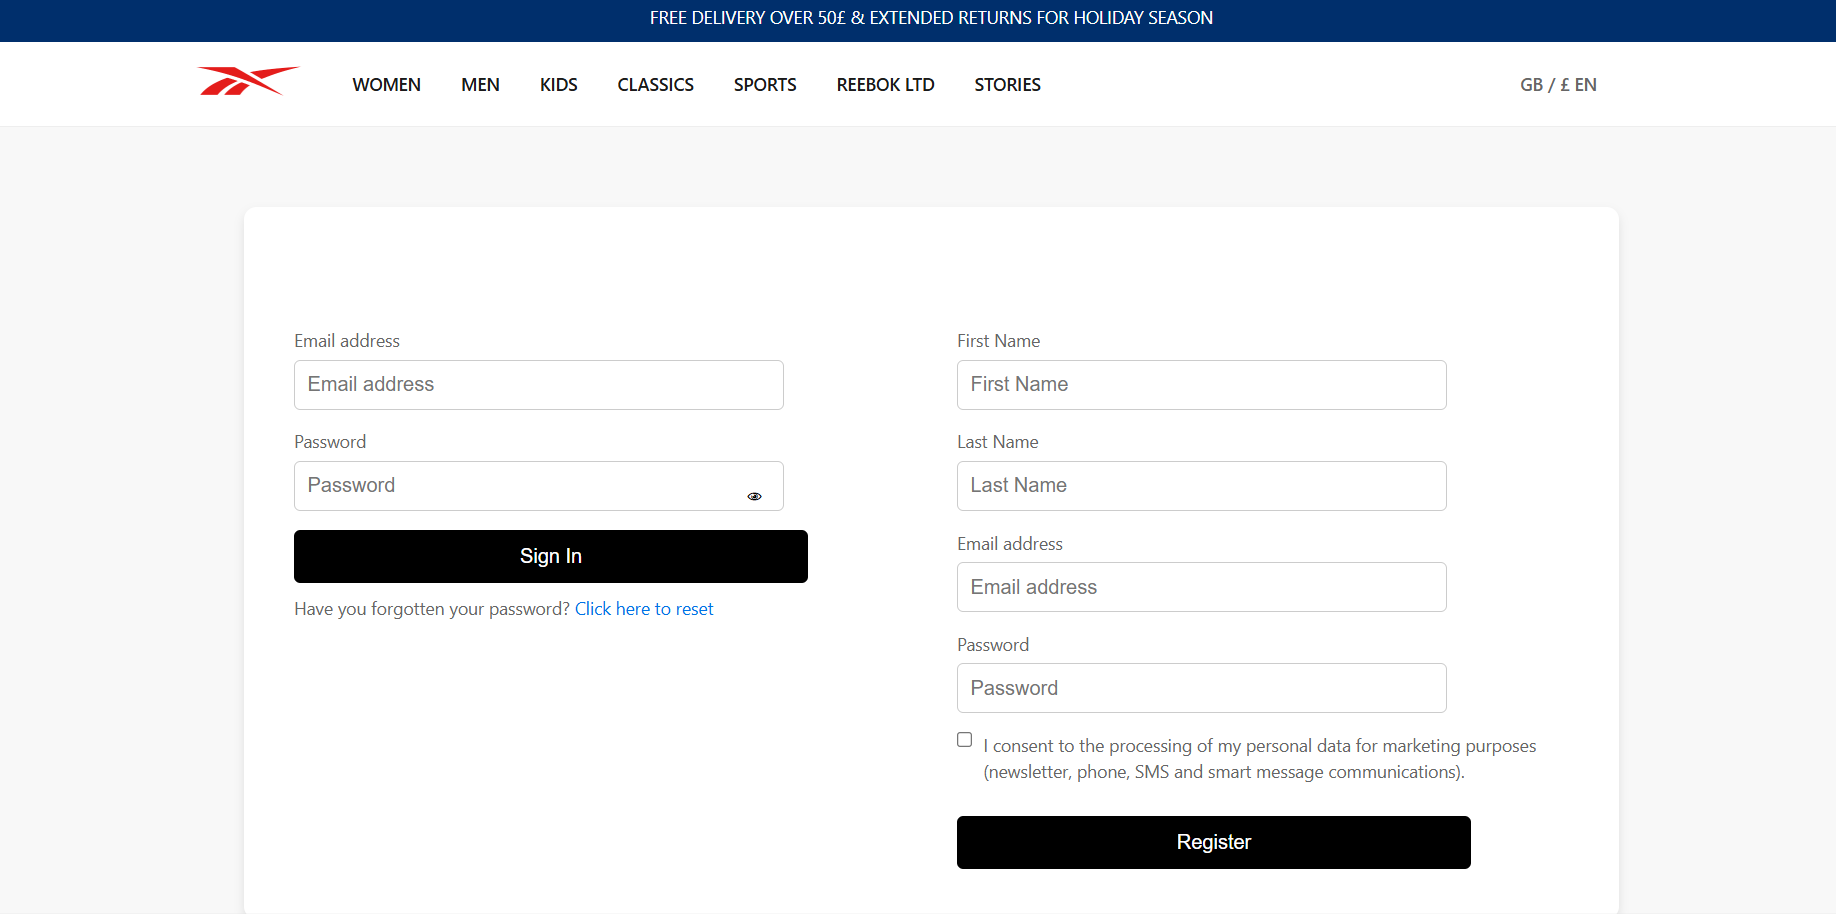 FREE DELIVERY OVER 50£ & EXTENDED RETURNS FOR HOLIDAY SEASON
WOMEN MEN KIDS CLASSICS SPORTS REEBOK LTD STORIES GB / £ EN
Email address
Email address
Password
Password
Sign In
Have you forgotten your password? Click here to reset
First Name
First Name
Last Name
Last Name
Email address
Email address
Password
Password
I consent to the processing of my personal data for marketing purposes
(newsletter, phone, SMS and smart message communications).
Register